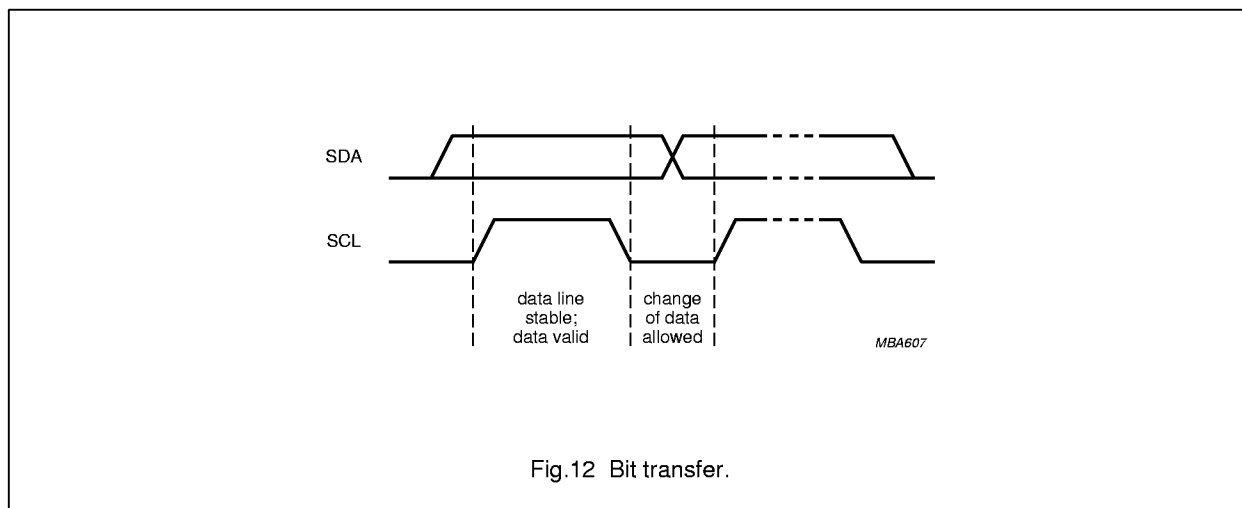 SDA
SCL
data line
stable;
data valid
change
of data
allowed
MBA607
Fig.12 Bit transfer.